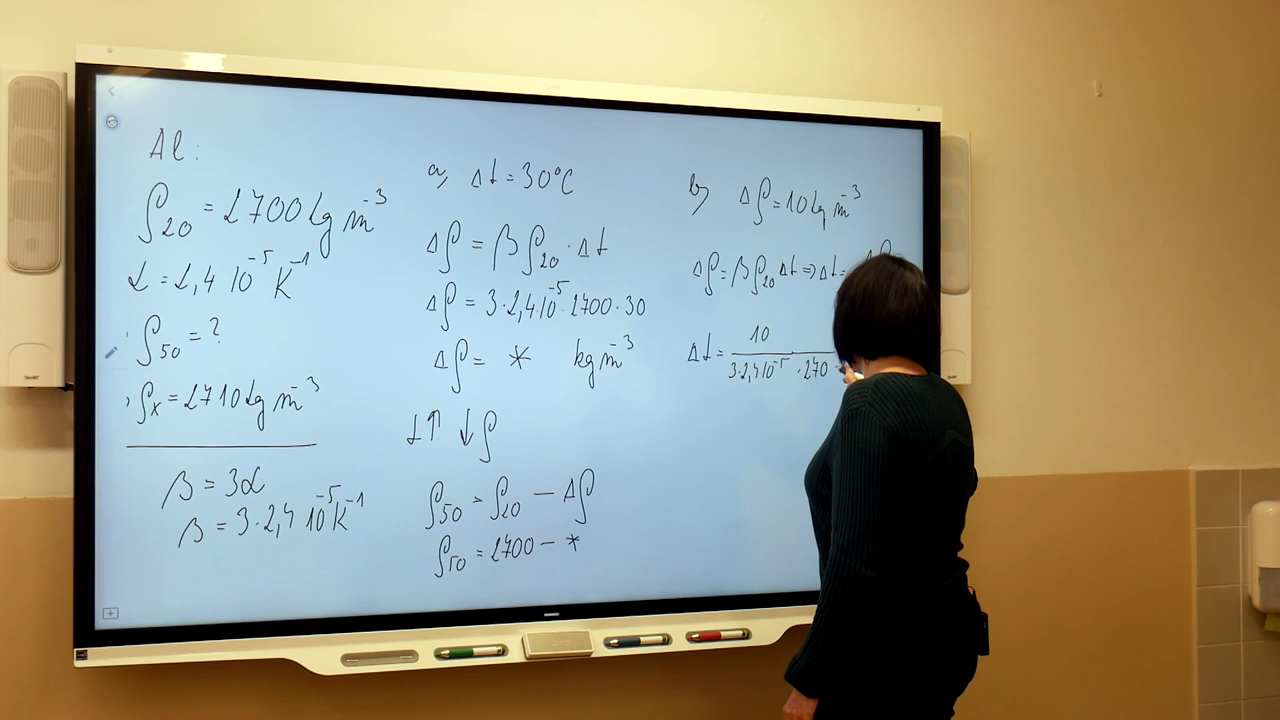 Al:
ρ₂₀ = 2700 kg m⁻³
α = 2,4 10⁻⁵ K⁻¹
ρ₅₀ = ?
ρₓ = 2710 kg m⁻³
β = 3α
β = 3·2,4 10⁻⁵ K⁻¹
a) Δt = 30°C
Δρ = β ρ₂₀ · Δt
Δρ = 3·2,4 10⁻⁵ · 2700 · 30
Δρ = * kg m⁻³
t↑ ↓ρ
ρ₅₀ = ρ₂₀ − Δρ
ρ₅₀ = 2700 − *
b) Δρ = 10 kg m⁻³
Δρ = β ρ₂₀ Δt ⇒ Δt =
Δt = 10 / 3·2,4 10⁻⁵ · 270
SMART